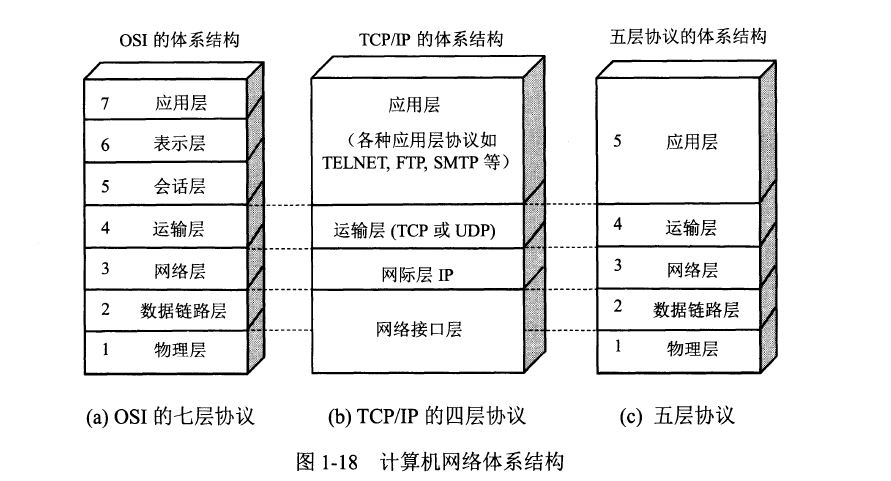 OSI 的体系结构
TCP/IP 的体系结构
五层协议的体系结构
7 应用层
6 表示层
5 会话层
4 运输层
3 网络层
2 数据链路层
1 物理层
应用层
(各种应用层协议如
TELNET, FTP, SMTP 等)
运输层 (TCP 或 UDP)
网际层 IP
网络接口层
5 应用层
4 运输层
3 网络层
2 数据链路层
1 物理层
(a) OSI 的七层协议
(b) TCP/IP 的四层协议
(c) 五层协议
图 1-18 计算机网络体系结构